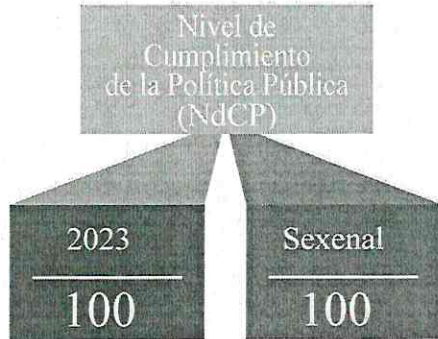 Nivel de
Cumplimiento
de la Política Pública
(NdCP)
2023
100
Sexenal
100